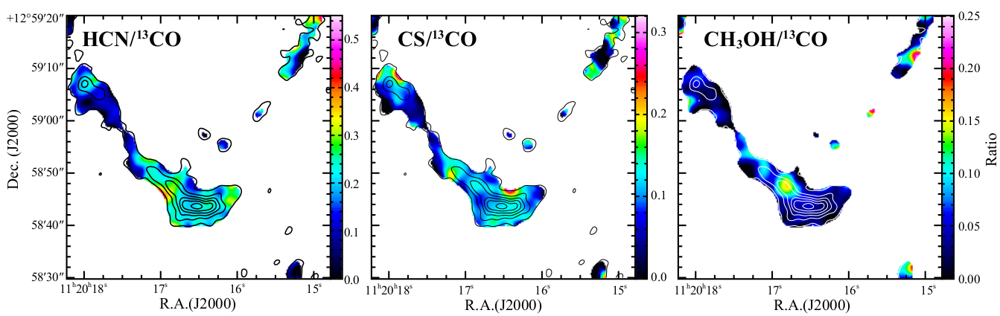 HCN/¹³CO
CS/¹³CO
CH₃OH/¹³CO
+12°59′20″
59′10″
59′00″
58′50″
58′40″
58′30″
Dec. (J2000)
11ʰ20ᵐ18ˢ 17ˢ 16ˢ 15ˢ
R.A.(J2000)
0.5
0.4
0.3
0.2
0.1
0.0
11ʰ20ᵐ18ˢ 17ˢ 16ˢ 15ˢ
R.A.(J2000)
0.3
0.2
0.1
0.0
11ʰ20ᵐ18ˢ 17ˢ 16ˢ 15ˢ
R.A.(J2000)
0.25
0.20
0.15
0.10
0.05
0.00
Ratio